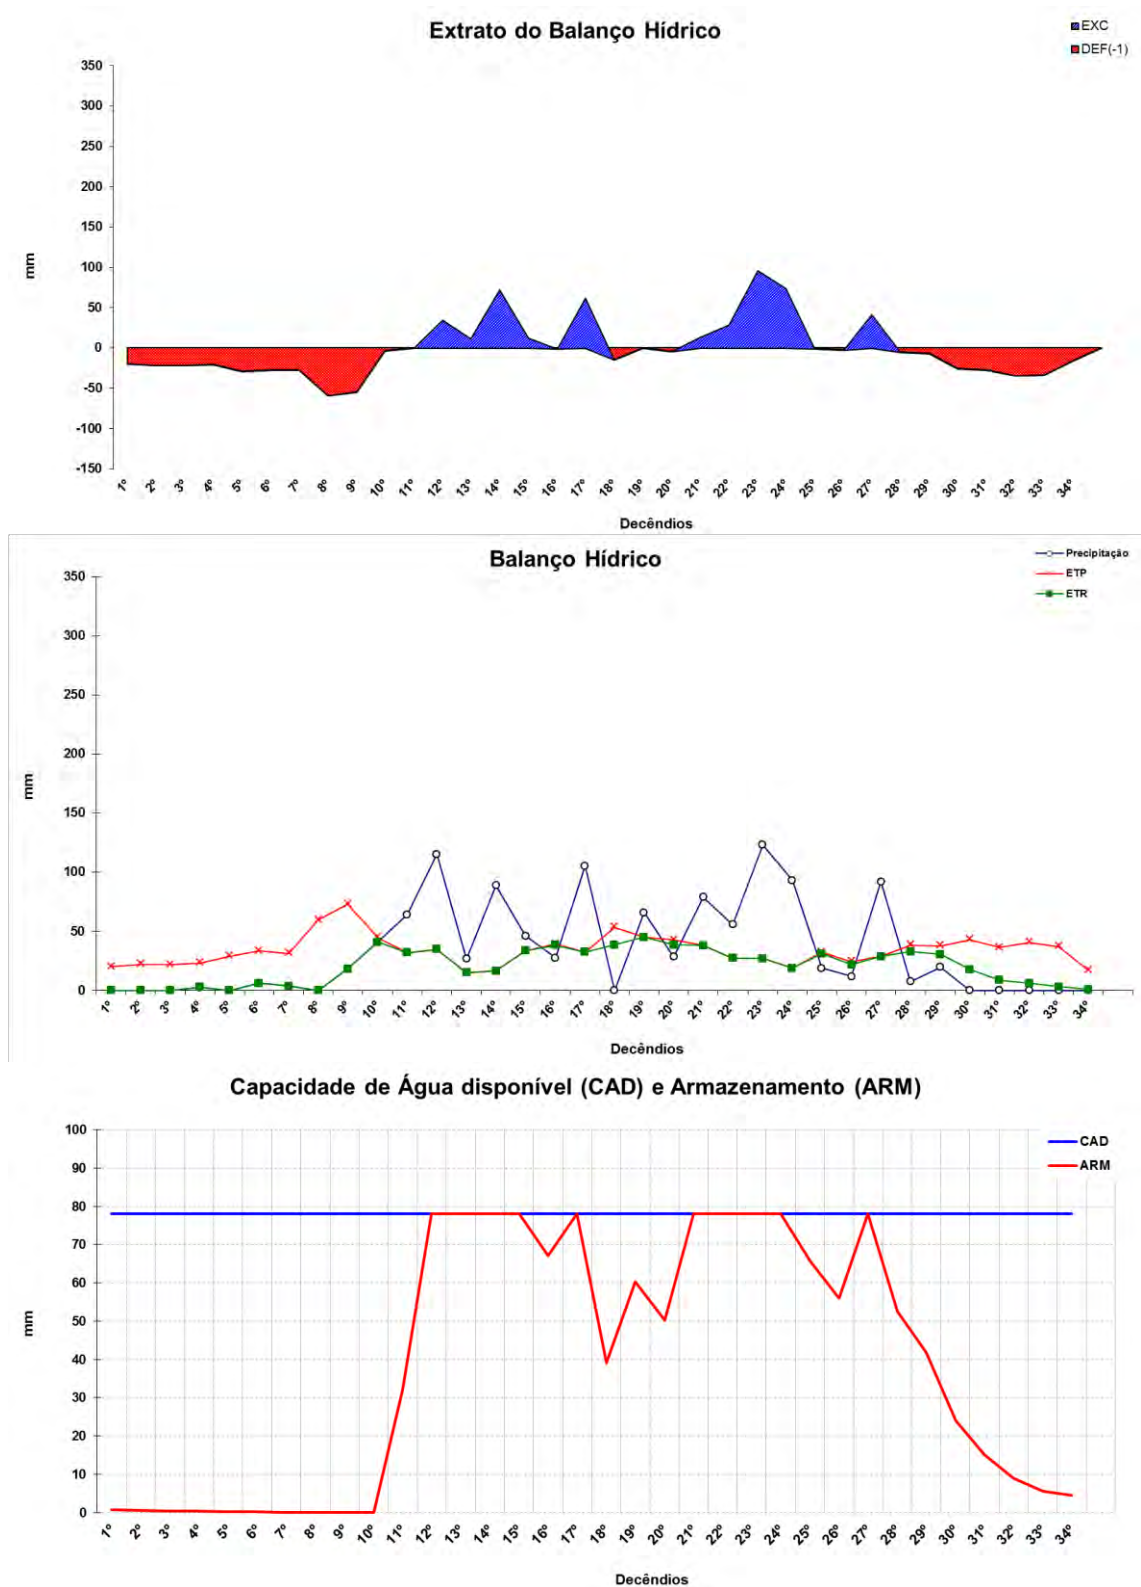 Extrato do Balanço Hídrico
EXC
DEF(-1)
350
300
250
200
150
100
50
0
-50
-100
-150
mm
1º 2º 3º 4º 5º 6º 7º 8º 9º 10º 11º 12º 13º 14º 15º 16º 17º 18º 19º 20º 21º 22º 23º 24º 25º 26º 27º 28º 29º 30º 31º 32º 33º 34º
Decêndios
Balanço Hídrico
Precipitação
ETP
ETR
350
300
250
200
150
100
50
0
mm
1º 2º 3º 4º 5º 6º 7º 8º 9º 10º 11º 12º 13º 14º 15º 16º 17º 18º 19º 20º 21º 22º 23º 24º 25º 26º 27º 28º 29º 30º 31º 32º 33º 34º
Decêndios
Capacidade de Água disponível (CAD) e Armazenamento (ARM)
CAD
ARM
100
90
80
70
60
50
40
30
20
10
0
mm
1º 2º 3º 4º 5º 6º 7º 8º 9º 10º 11º 12º 13º 14º 15º 16º 17º 18º 19º 20º 21º 22º 23º 24º 25º 26º 27º 28º 29º 30º 31º 32º 33º 34º
Decêndios